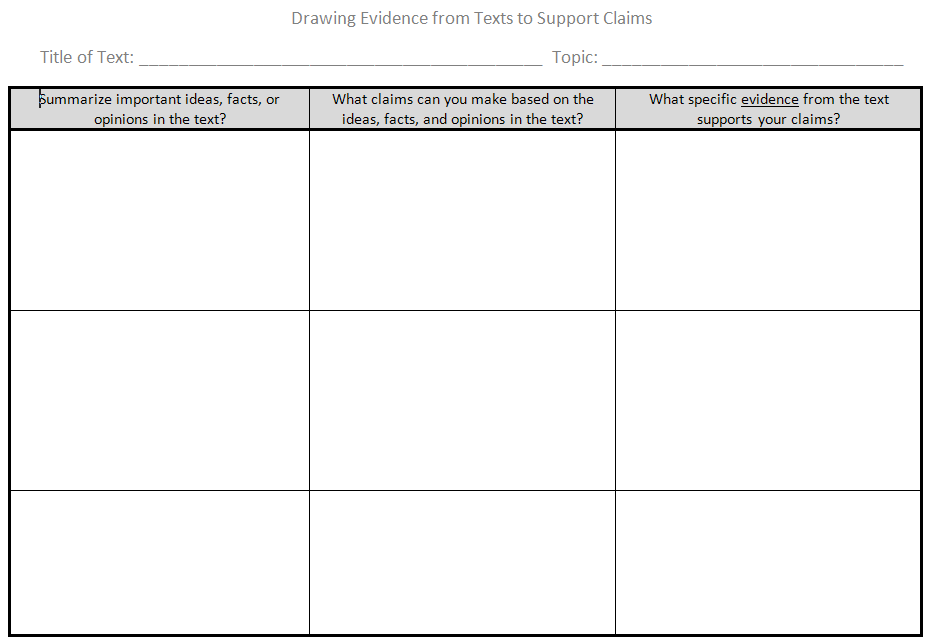 Drawing Evidence from Texts to Support Claims
Title of Text: ________________________________________ Topic: ______________________________
Summarize important ideas, facts, or
opinions in the text?
What claims can you make based on the
ideas, facts, and opinions in the text?
What specific evidence from the text
supports your claims?